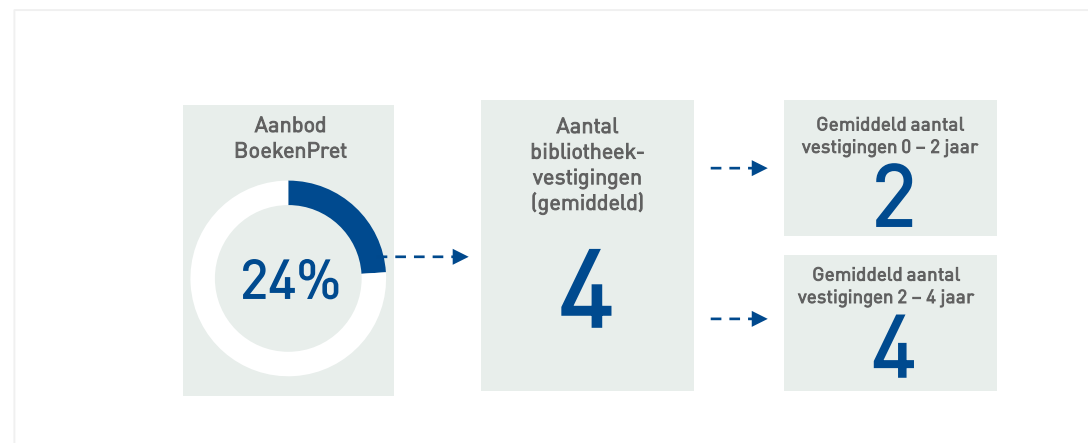 Aanbod
BoekenPret
24%
Aantal
bibliotheek-
vestigingen
(gemiddeld)
4
Gemiddeld aantal
vestigingen 0 – 2 jaar
2
Gemiddeld aantal
vestigingen 2 – 4 jaar
4